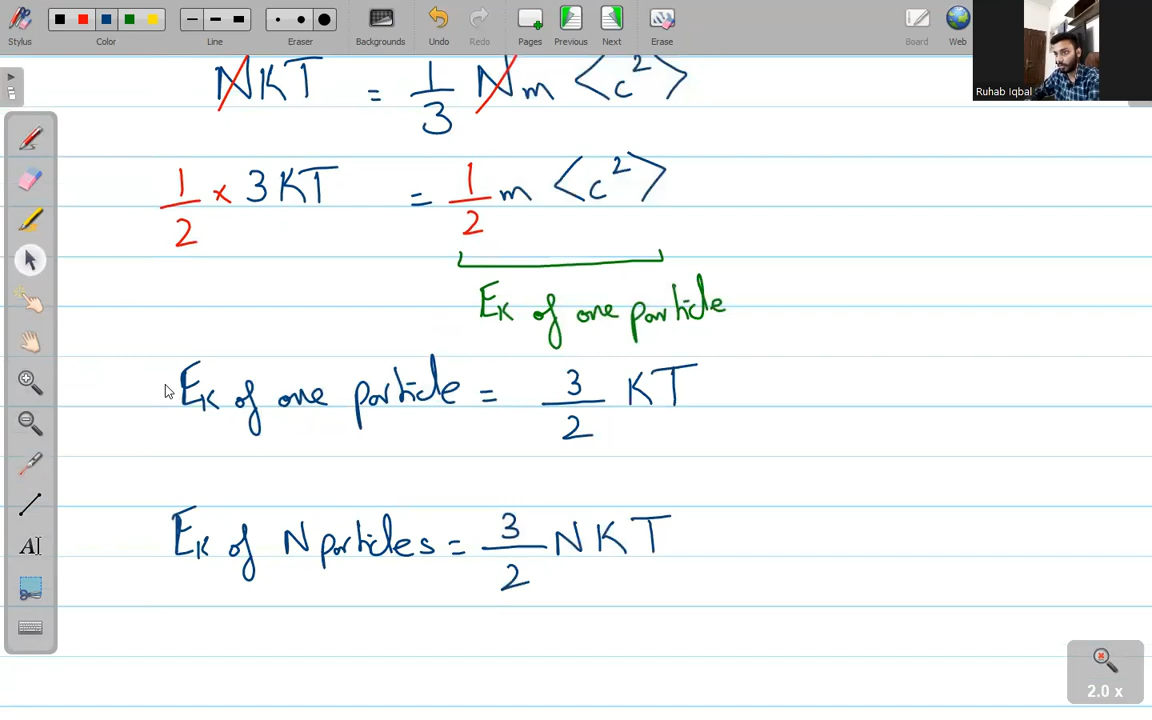 Stylus Color Line Eraser Backgrounds Undo Redo Pages Previous Next Erase Board Web
Ruhab Iqbal
NKT = 1/3 Nm <c²>
1/2 × 3KT = 1/2 m <c²>
Eₖ of one particle
Eₖ of one particle = 3/2 KT
Eₖ of N particles = 3/2 NKT
AI
2.0 x